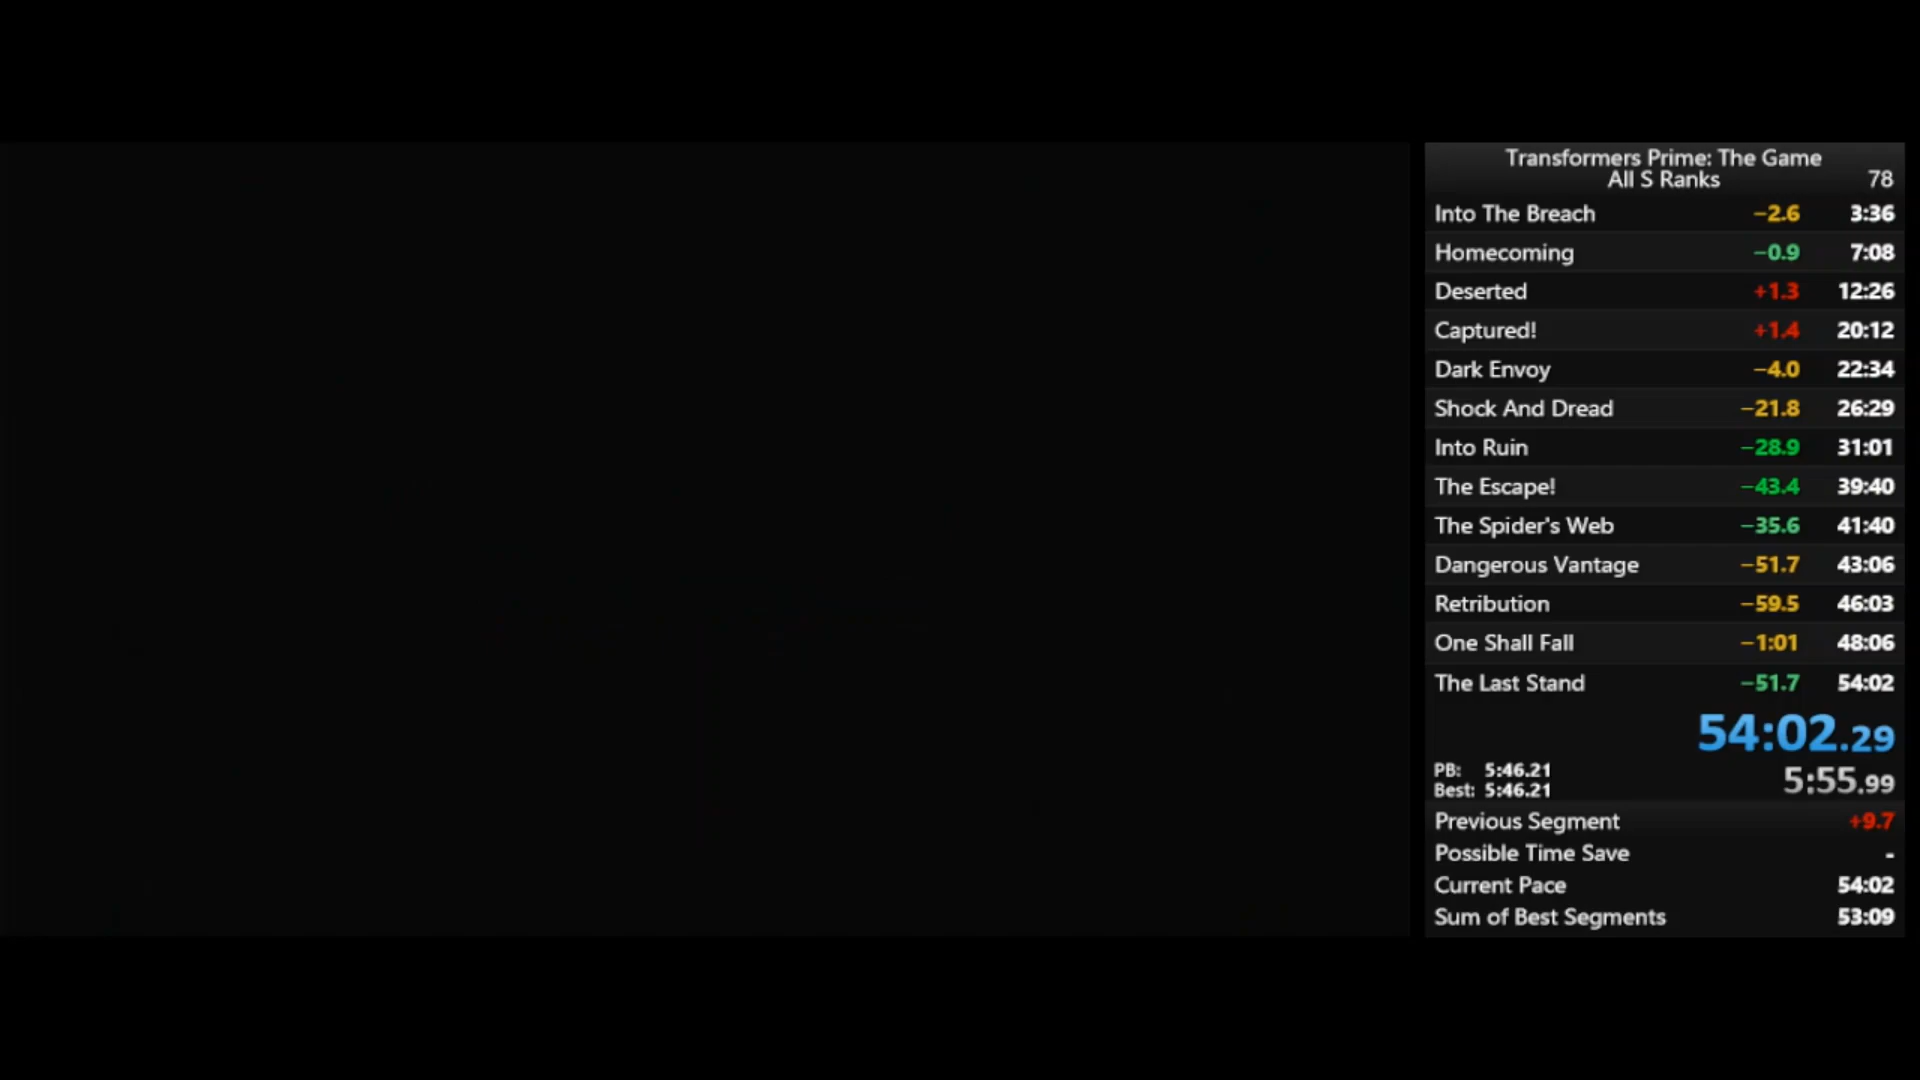 Transformers Prime: The Game
All S Ranks 78
Into The Breach −2.6 3:36
Homecoming −0.9 7:08
Deserted +1.3 12:26
Captured! +1.4 20:12
Dark Envoy −4.0 22:34
Shock And Dread −21.8 26:29
Into Ruin −28.9 31:01
The Escape! −43.4 39:40
The Spider's Web −35.6 41:40
Dangerous Vantage −51.7 43:06
Retribution −59.5 46:03
One Shall Fall −1:01 48:06
The Last Stand −51.7 54:02
54:02.29
PB: 5:46.21
Best: 5:46.21
5:55.99
Previous Segment +9.7
Possible Time Save -
Current Pace 54:02
Sum of Best Segments 53:09